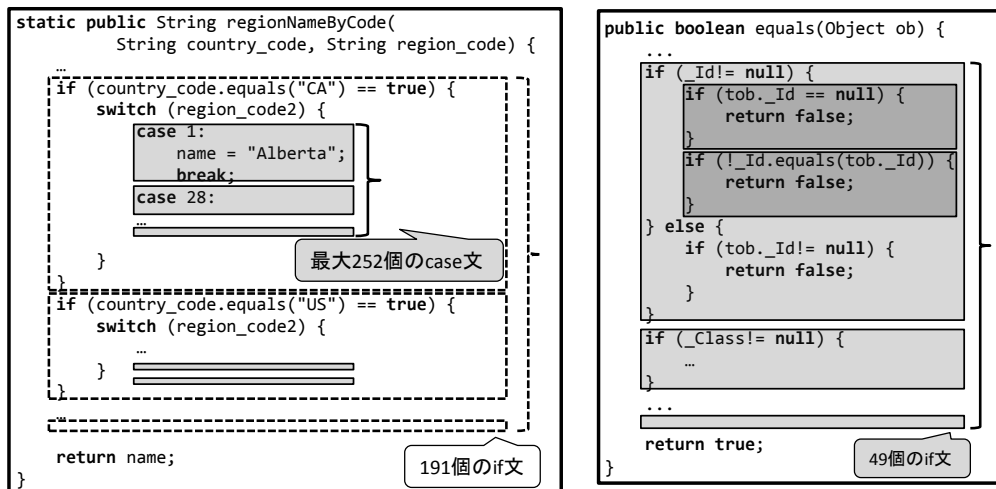 static public String regionNameByCode(
String country_code, String region_code) {
…
if (country_code.equals("CA") == true) {
switch (region_code2) {
case 1:
name = "Alberta";
break;
case 28:
…
最大252個のcase文
}
}
if (country_code.equals("US") == true) {
switch (region_code2) {
…
}
}
…
191個のif文
return name;
}
public boolean equals(Object ob) {
...
if (_Id!= null) {
if (tob._Id == null) {
return false;
}
if (!_Id.equals(tob._Id)) {
return false;
}
} else {
if (tob._Id!= null) {
return false;
}
}
if (_Class!= null) {
…
}
...
return true;
49個のif文
}